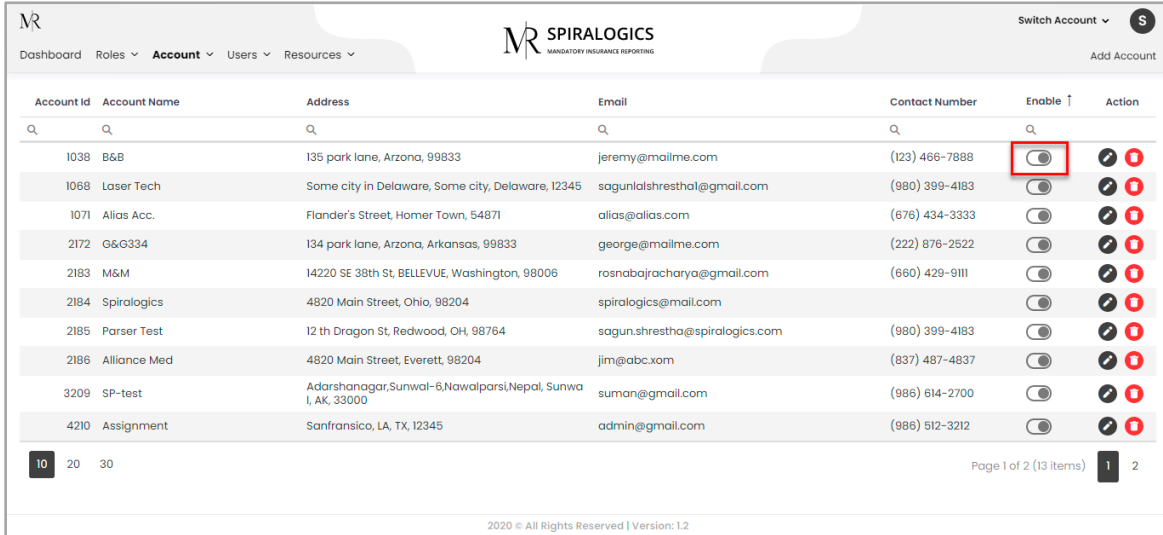 MR
Switch Account
S
SPIRALOGICS
MR
MANDATORY INSURANCE REPORTING
Dashboard Roles Account Users Resources
Add Account
Account Id Account Name Address Email Contact Number Enable ↑ Action
1038 B&B 135 park lane, Arzona, 99833 jeremy@mailme.com (123) 466-7888
1068 Laser Tech Some city in Delaware, Some city, Delaware, 12345 sagunlalshrestha1@gmail.com (980) 399-4183
1071 Alias Acc. Flander's Street, Homer Town, 54871 alias@alias.com (676) 434-3333
2172 G&G334 134 park lane, Arzona, Arkansas, 99833 george@mailme.com (222) 876-2522
2183 M&M 14220 SE 38th St, BELLEVUE, Washington, 98006 rosnabajracharya@gmail.com (660) 429-9111
2184 Spiralogics 4820 Main Street, Ohio, 98204 spiralogics@mail.com
2185 Parser Test 12 th Dragon St, Redwood, OH, 98764 sagun.shrestha@spiralogics.com (980) 399-4183
2186 Alliance Med 4820 Main Street, Everett, 98204 jim@abc.xom (837) 487-4837
3209 SP-test Adarshanagar,Sunwal-6,Nawalparsi,Nepal, Sunwa
l, AK, 33000 suman@gmail.com (986) 614-2700
4210 Assignment Sanfransico, LA, TX, 12345 admin@gmail.com (986) 512-3212
10 20 30 Page 1 of 2 (13 items) 1 2
2020 © All Rights Reserved | Version: 1.2